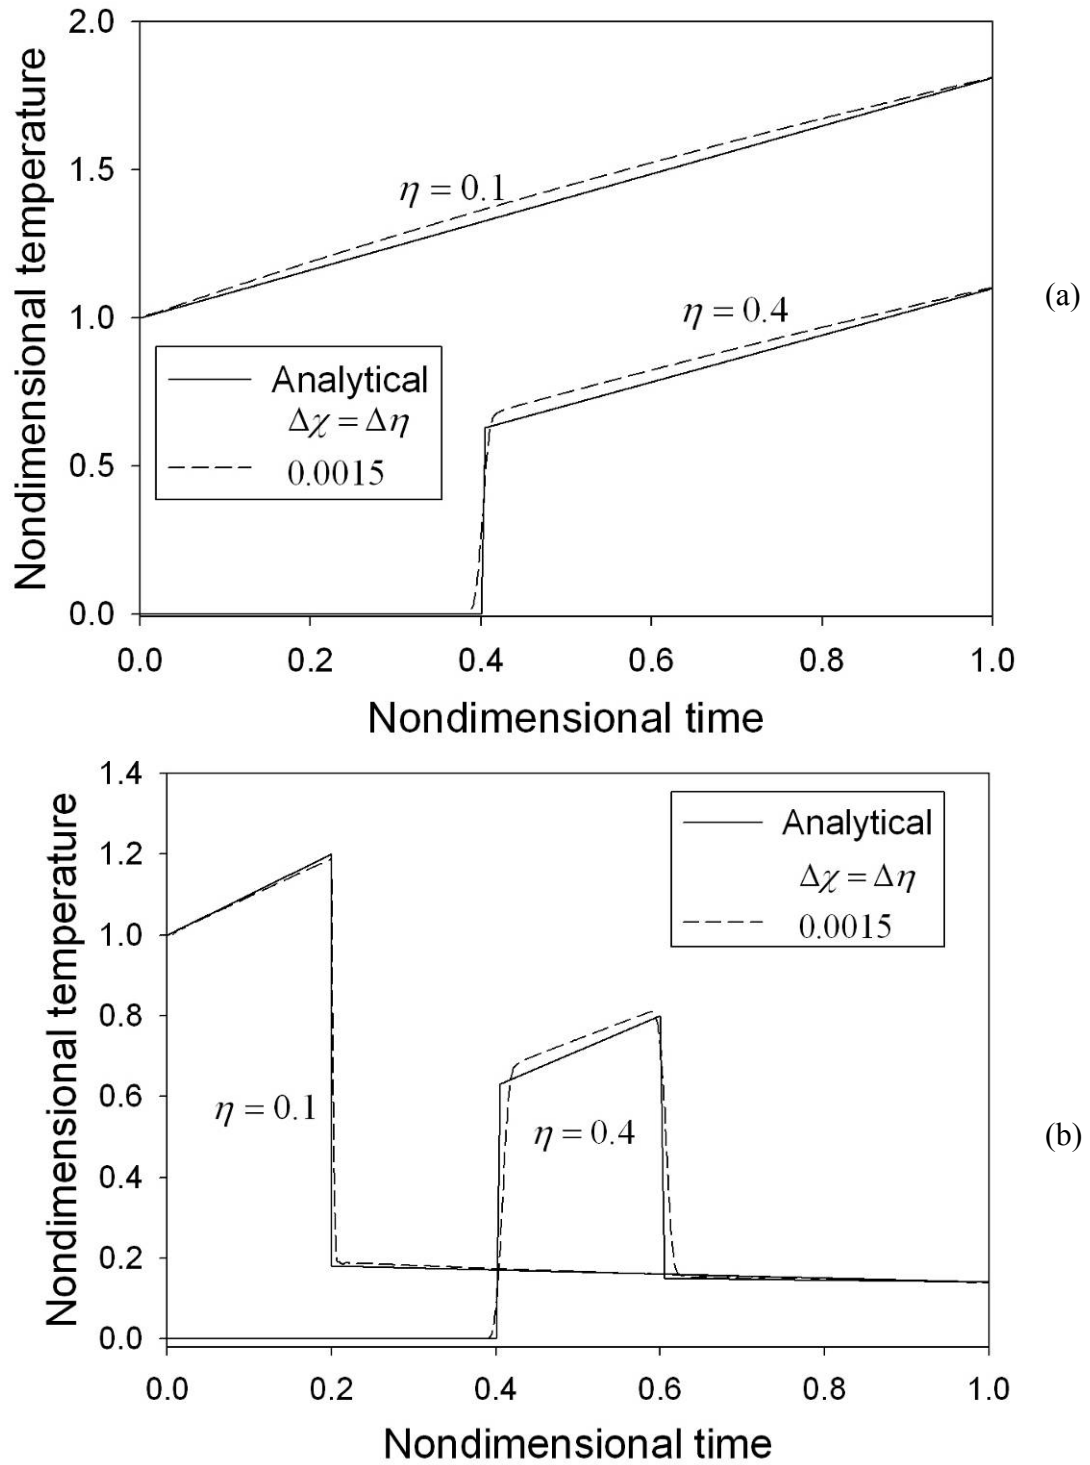 2.0
1.5
1.0
0.5
0.0
Nondimensional temperature
η = 0.1
η = 0.4
(a)
Analytical
Δχ = Δη
0.0015
0.0 0.2 0.4 0.6 0.8 1.0
Nondimensional time
1.4
1.2
1.0
0.8
0.6
0.4
0.2
0.0
Nondimensional temperature
Analytical
Δχ = Δη
0.0015
η = 0.1
η = 0.4
(b)
0.0 0.2 0.4 0.6 0.8 1.0
Nondimensional time